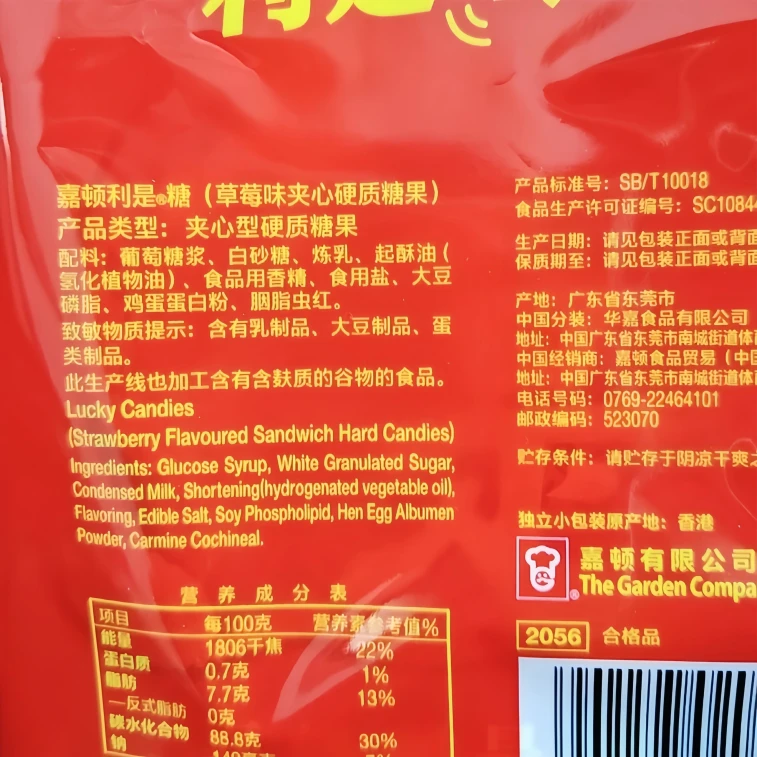 利是
嘉顿利是®糖（草莓味夹心硬质糖果）
产品类型：夹心型硬质糖果
配料：葡萄糖浆、白砂糖、炼乳、起酥油（
氢化植物油）、食品用香精、食用盐、大豆
磷脂、鸡蛋蛋白粉、胭脂虫红。
致敏物质提示：含有乳制品、大豆制品、蛋
类制品。
此生产线也加工含有含麸质的谷物的食品。
Lucky Candies
(Strawberry Flavoured Sandwich Hard Candies)
Ingredients: Glucose Syrup, White Granulated Sugar,
Condensed Milk, Shortening(hydrogenated vegetable oil),
Flavoring, Edible Salt, Soy Phospholipid, Hen Egg Albumen
Powder, Carmine Cochineal.
营养成分表
项目 每100克 营养素参考值%
能量 1806千焦 22%
蛋白质 0.7克 1%
脂肪 7.7克 13%
—反式脂肪 0克
碳水化合物 88.8克 30%
钠
产品标准号：SB/T10018
食品生产许可证编号：SC1084
生产日期：请见包装正面或背面
保质期至：请见包装正面或背面
产地：广东省东莞市
中国分装：华嘉食品有限公司
地址：中国广东省东莞市南城街道体
中国经销商：嘉顿食品贸易（中
地址：中国广东省东莞市南城街道体
电话号码：0769-22464101
邮政编码：523070
贮存条件：请贮存于阴凉干爽之
独立小包装原产地：香港
嘉顿有限公司
® The Garden Compa
2056 合格品